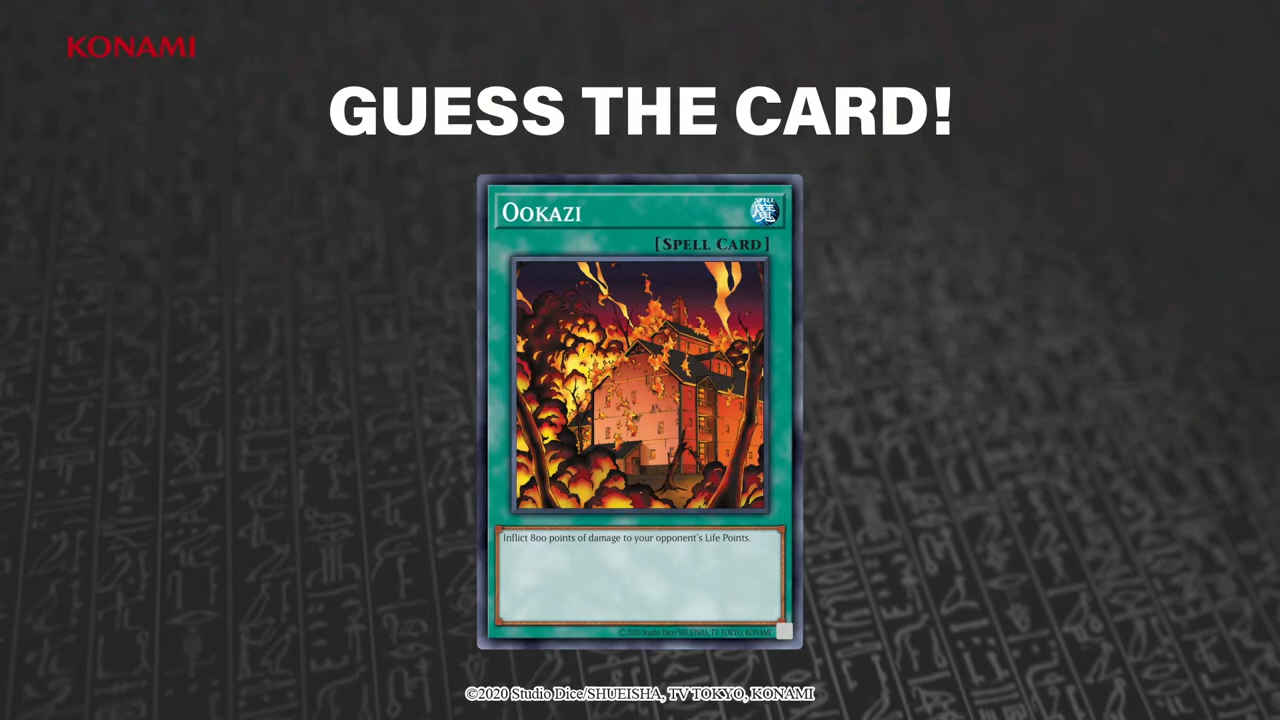 KONAMI
GUESS THE CARD!
OOKAZI
魔
[SPELL CARD]
Inflict 800 points of damage to your opponent's Life Points.
©2020 Studio Dice/SHUEISHA, TV TOKYO, KONAMI
©2020 Studio Dice/SHUEISHA, TV TOKYO, KONAMI